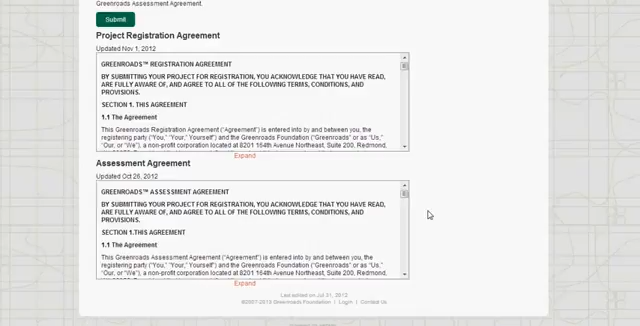 Greenroads Assessment Agreement.
Submit
Project Registration Agreement
Updated Nov 1, 2012
GREENROADS™ REGISTRATION AGREEMENT
BY SUBMITTING YOUR PROJECT FOR REGISTRATION, YOU ACKNOWLEDGE THAT YOU HAVE READ,
ARE FULLY AWARE OF, AND AGREE TO ALL OF THE FOLLOWING TERMS, CONDITIONS, AND
PROVISIONS.
SECTION 1. THIS AGREEMENT
1.1 The Agreement
This Greenroads Registration Agreement ("Agreement") is entered into by and between you, the
registering party ("You," "Your," Yourself") and the Greenroads Foundation ("Greenroads" or as "Us,"
"Our, or "We"), a non-profit corporation located at 8201 164th Avenue Northeast, Suite 200, Redmond,
Expand
Assessment Agreement
Updated Oct 26, 2012
GREENROADS™ ASSESSMENT AGREEMENT
BY SUBMITTING YOUR PROJECT FOR REGISTRATION, YOU ACKNOWLEDGE THAT YOU HAVE READ,
ARE FULLY AWARE OF, AND AGREE TO ALL OF THE FOLLOWING TERMS, CONDITIONS, AND
PROVISIONS.
SECTION 1.THIS AGREEMENT
1.1 The Agreement
This Greenroads Assessment Agreement ("Agreement") is entered into by and between you, the
registering party ("You," "Your," Yourself") and the Greenroads Foundation ("Greenroads" or as "Us,"
"Our, or "We"), a non-profit corporation located at 8201 164th Avenue Northeast, Suite 200, Redmond,
Expand
Last edited on Jul 31, 2012
©2007-2013 Greenroads Foundation | Login | Contact Us